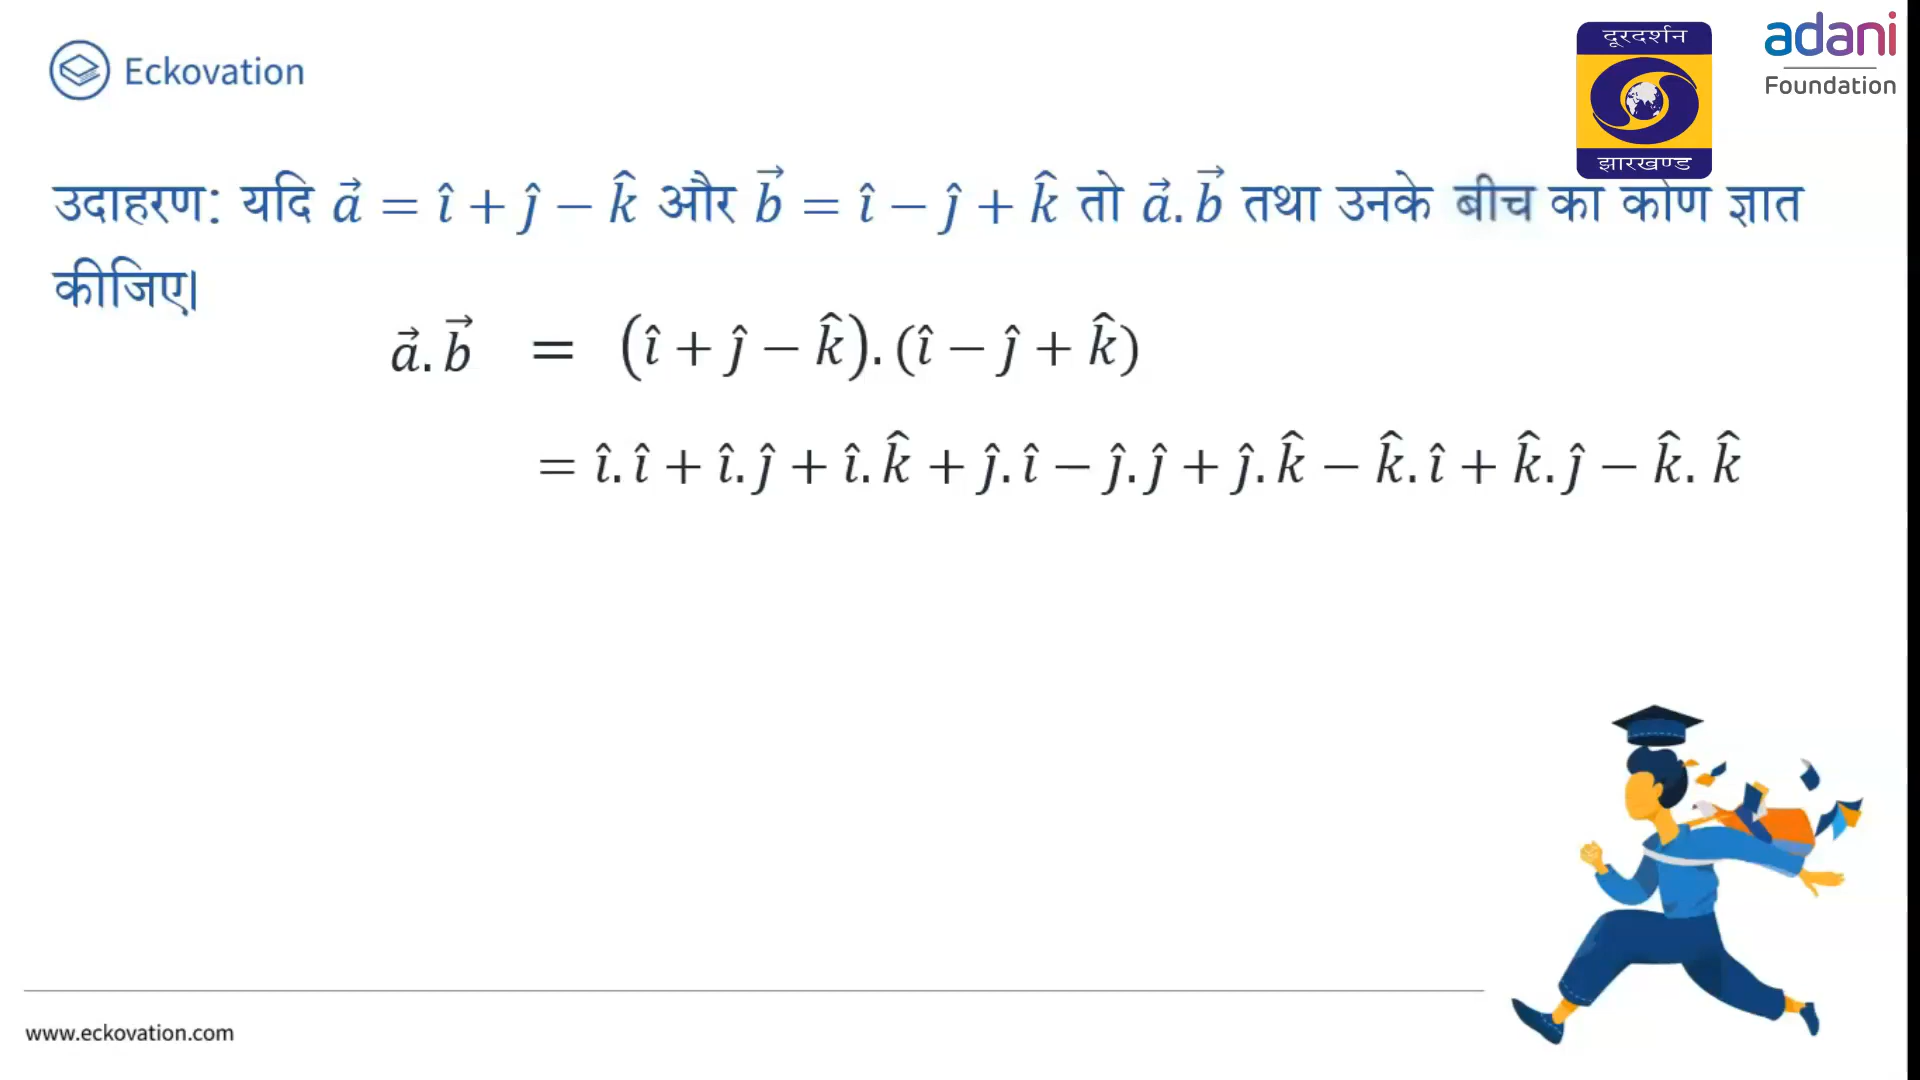 Eckovation
दूरदर्शन
झारखण्ड
adani
Foundation
उदाहरण: यदि a⃗ = î + ĵ − k̂ और b⃗ = î − ĵ + k̂ तो a⃗.b⃗ तथा उनके बीच का कोण ज्ञात
कीजिए।
a⃗.b⃗ = (î + ĵ − k̂).(î − ĵ + k̂)
= î.î + î.ĵ + î.k̂ + ĵ.î − ĵ.ĵ + ĵ.k̂ − k̂.î + k̂.ĵ − k̂.k̂
www.eckovation.com